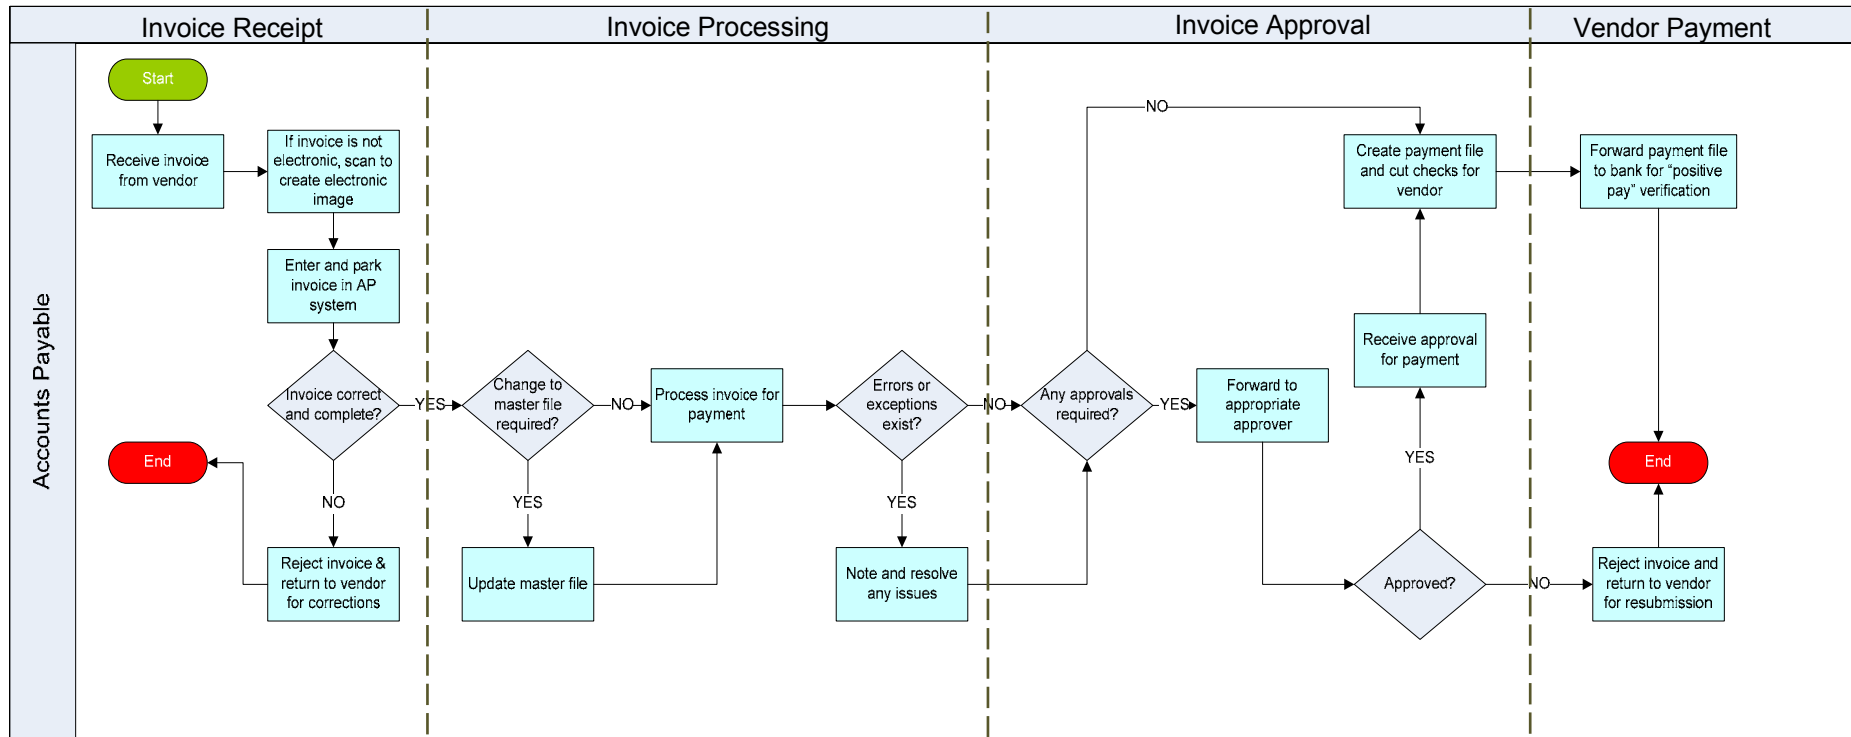 Invoice Receipt
Invoice Processing
Invoice Approval
Vendor Payment
Accounts Payable
Start
Receive invoice
from vendor
If invoice is not
electronic, scan to
create electronic
image
Enter and park
invoice in AP
system
Invoice correct
and complete?
YES
NO
Reject invoice &
return to vendor
for corrections
End
Change to
master file
required?
NO
YES
Update master file
Process invoice for
payment
Errors or
exceptions
exist?
NO
YES
Note and resolve
any issues
Any approvals
required?
NO
YES
Forward to
appropriate
approver
Approved?
YES
NO
Receive approval
for payment
Create payment file
and cut checks for
vendor
Forward payment file
to bank for “positive
pay” verification
End
Reject invoice and
return to vendor
for resubmission